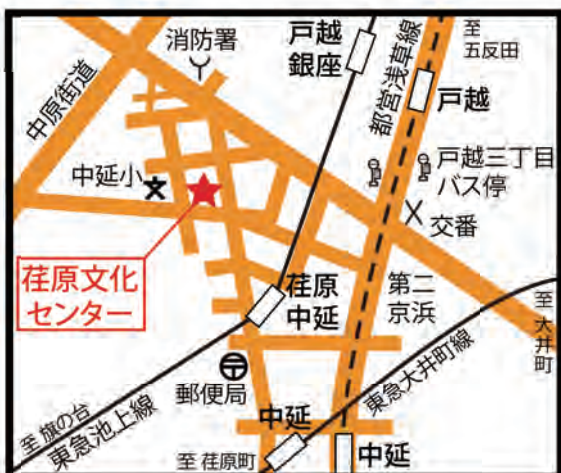 消防署
戸越
銀座
都営浅草線
至
五反田
中原街道
戸越
中延小
戸越三丁目
バス停
交番
荏原文化
センター
荏原
中延
第二
京浜
至
大
井
町
郵便局
東急大井町線
至 旗の台
東急池上線
中延
至 荏原町
中延